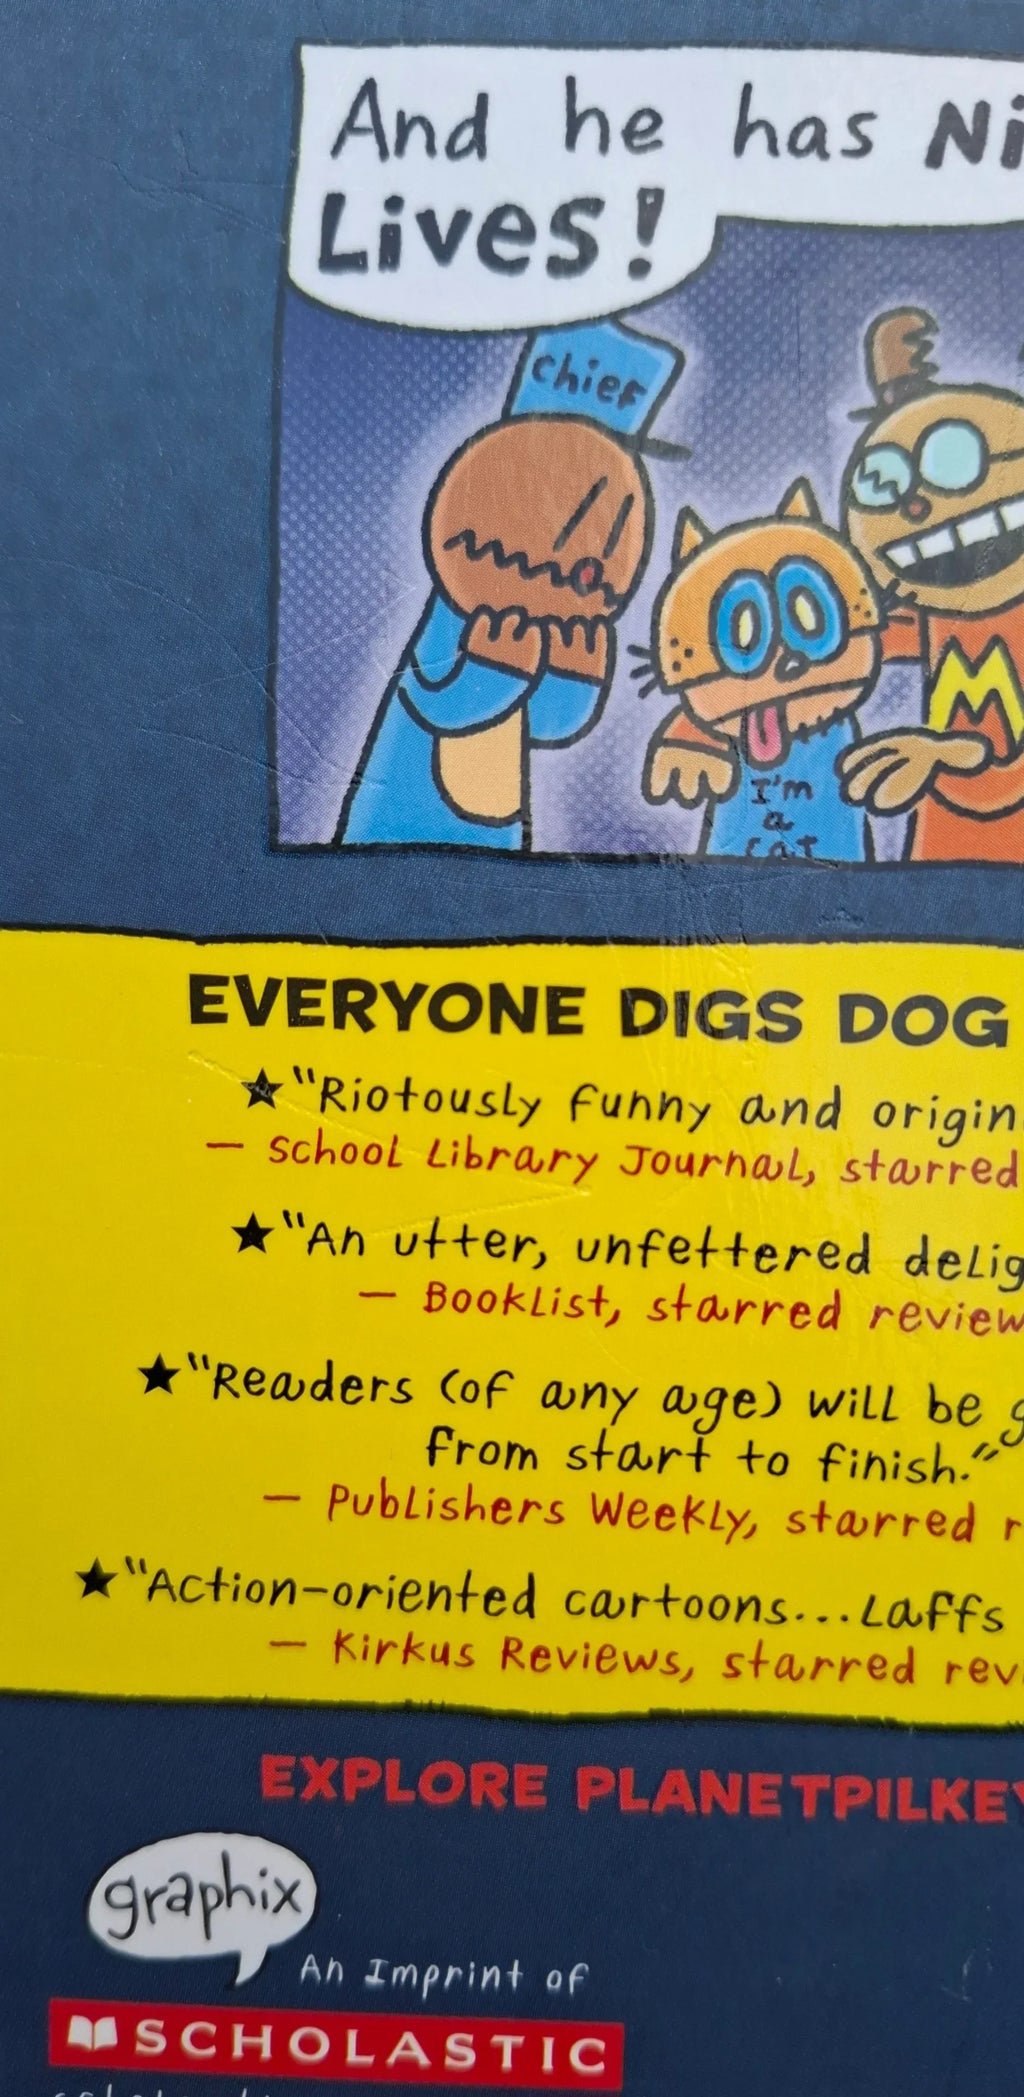 And he has Ni
Lives!
chief
M
I'm
a
cat
EVERYONE DIGS DOG
★"Riotously funny and origin
— School Library Journal, starred
★"An utter, unfettered delig
— Booklist, starred review
★"Readers (of any age) will be g
from start to finish."
— Publishers Weekly, starred r
★"Action-oriented cartoons...Laffs
— Kirkus Reviews, starred rev
EXPLORE PLANETPILKEY
graphix
An Imprint of
SCHOLASTIC